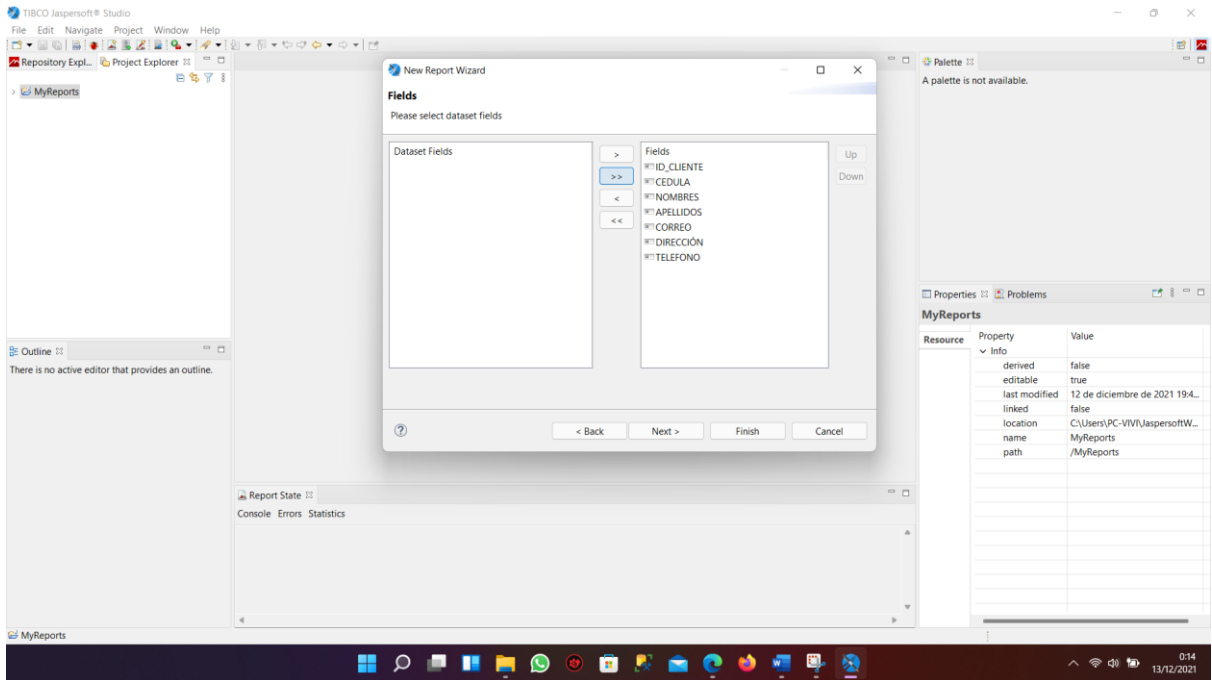 TIBCO Jaspersoft® Studio
File Edit Navigate Project Window Help
Repository Expl... Project Explorer
MyReports
New Report Wizard
Fields
Please select dataset fields
Dataset Fields
>
>>
<
<<
Fields
ID_CLIENTE
CEDULA
NOMBRES
APELLIDOS
CORREO
DIRECCIÓN
TELEFONO
Up
Down
< Back Next > Finish Cancel
Palette
A palette is not available.
Outline
There is no active editor that provides an outline.
Properties Problems
MyReports
Resource
Property Value
Info
derived false
editable true
last modified 12 de diciembre de 2021 19:4...
linked false
location C:\Users\PC-VIVI\JaspersoftW...
name MyReports
path /MyReports
Report State
Console Errors Statistics
MyReports
0:14
13/12/2021